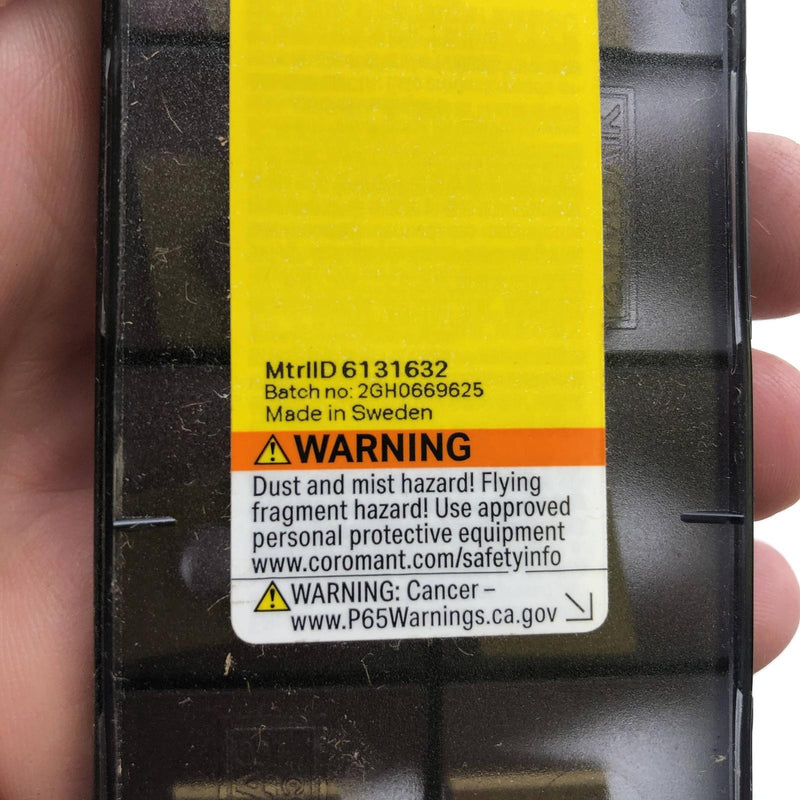 MtrlID 6131632
Batch no: 2GH0669625
Made in Sweden
WARNING
Dust and mist hazard! Flying
fragment hazard! Use approved
personal protective equipment
www.coromant.com/safetyinfo
WARNING: Cancer –
www.P65Warnings.ca.gov